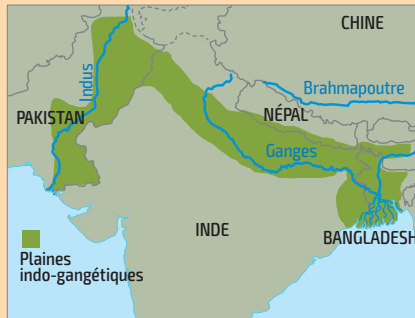 CHINE
Indus
Brahmapoutre
PAKISTAN
NÉPAL
Ganges
INDE
BANGLADESH
Plaines
indo-gangétiques